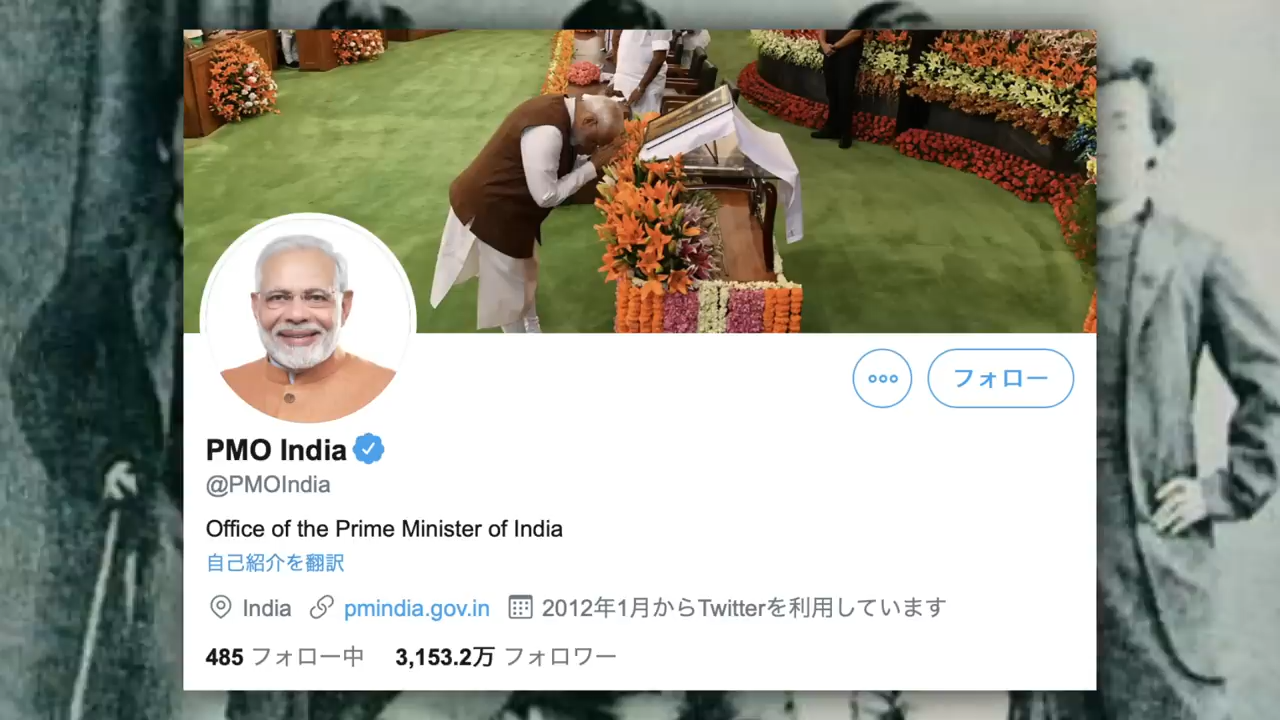 フォロー
PMO India
@PMOIndia
Office of the Prime Minister of India
自己紹介を翻訳
India pmindia.gov.in 2012年1月からTwitterを利用しています
485 フォロー中 3,153.2万 フォロワー